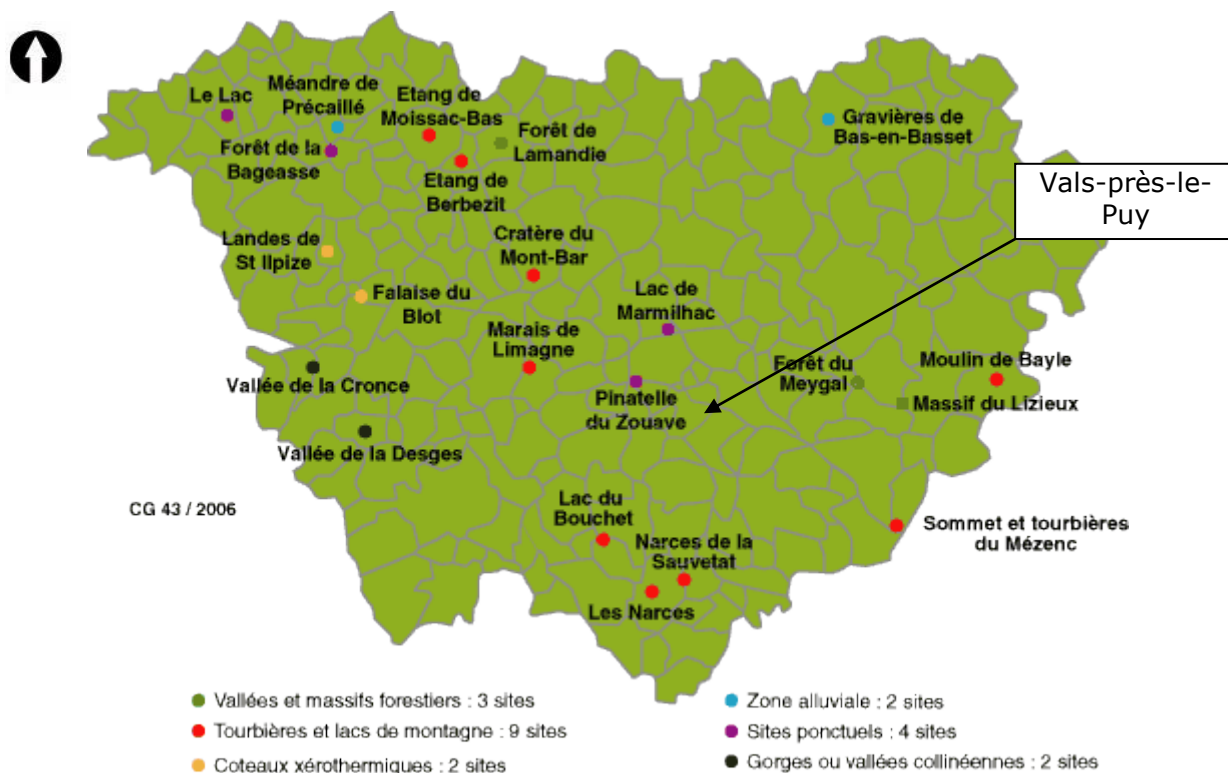 Le Lac
Méandre de
Précaillé
Etang de
Moissac-Bas
Forêt de
Lamandie
Gravières de
Bas-en-Basset
Forêt de la
Bageasse
Etang de
Berbezit
Vals-près-le-
Puy
Landes de
St Ilpize
Cratère du
Mont-Bar
Falaise du
Blot
Lac de
Marmilhac
Marais de
Limagne
Vallée de la Cronce
Pinatelle
du Zouave
Forêt du
Meygal
Moulin de Bayle
Massif du Lizieux
Vallée de la Desges
CG 43 / 2006
Lac du
Bouchet
Narces de la
Sauvetat
Sommet et tourbières
du Mézenc
Les Narces
Vallées et massifs forestiers : 3 sites
Tourbières et lacs de montagne : 9 sites
Coteaux xérothermiques : 2 sites
Zone alluviale : 2 sites
Sites ponctuels : 4 sites
Gorges ou vallées collinéennes : 2 sites